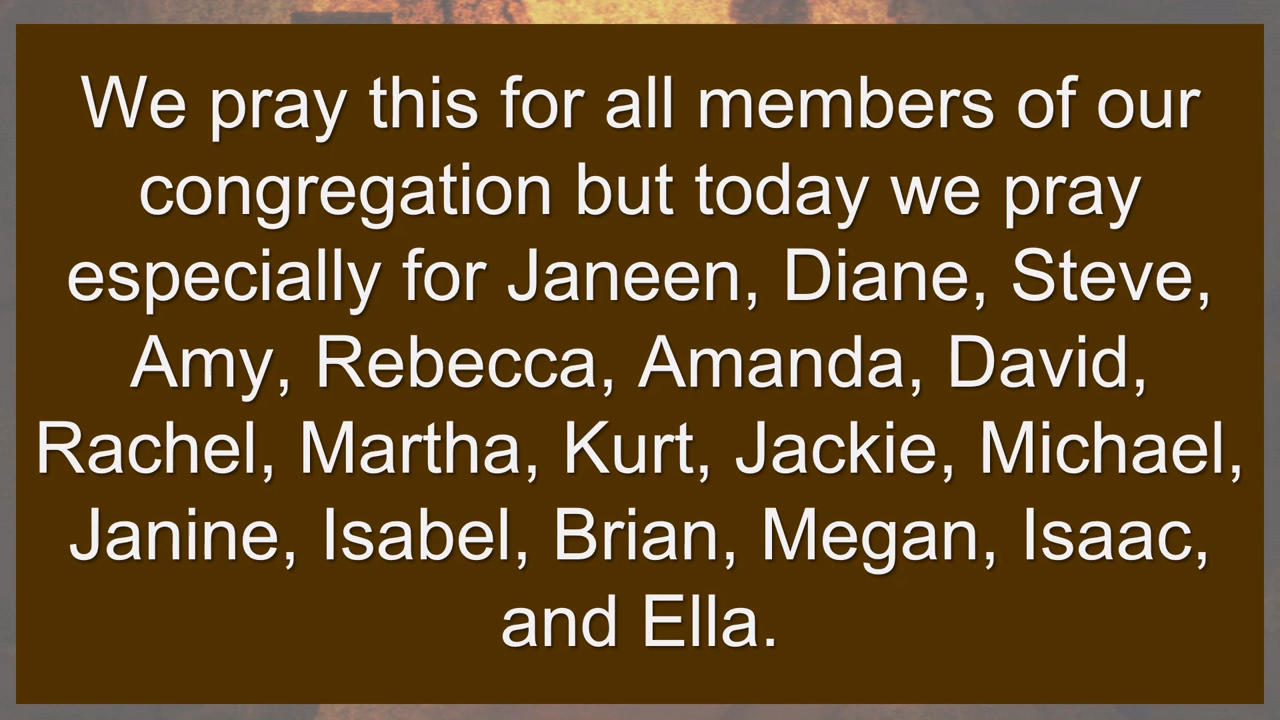 We pray this for all members of our
congregation but today we pray
especially for Janeen, Diane, Steve,
Amy, Rebecca, Amanda, David,
Rachel, Martha, Kurt, Jackie, Michael,
Janine, Isabel, Brian, Megan, Isaac,
and Ella.